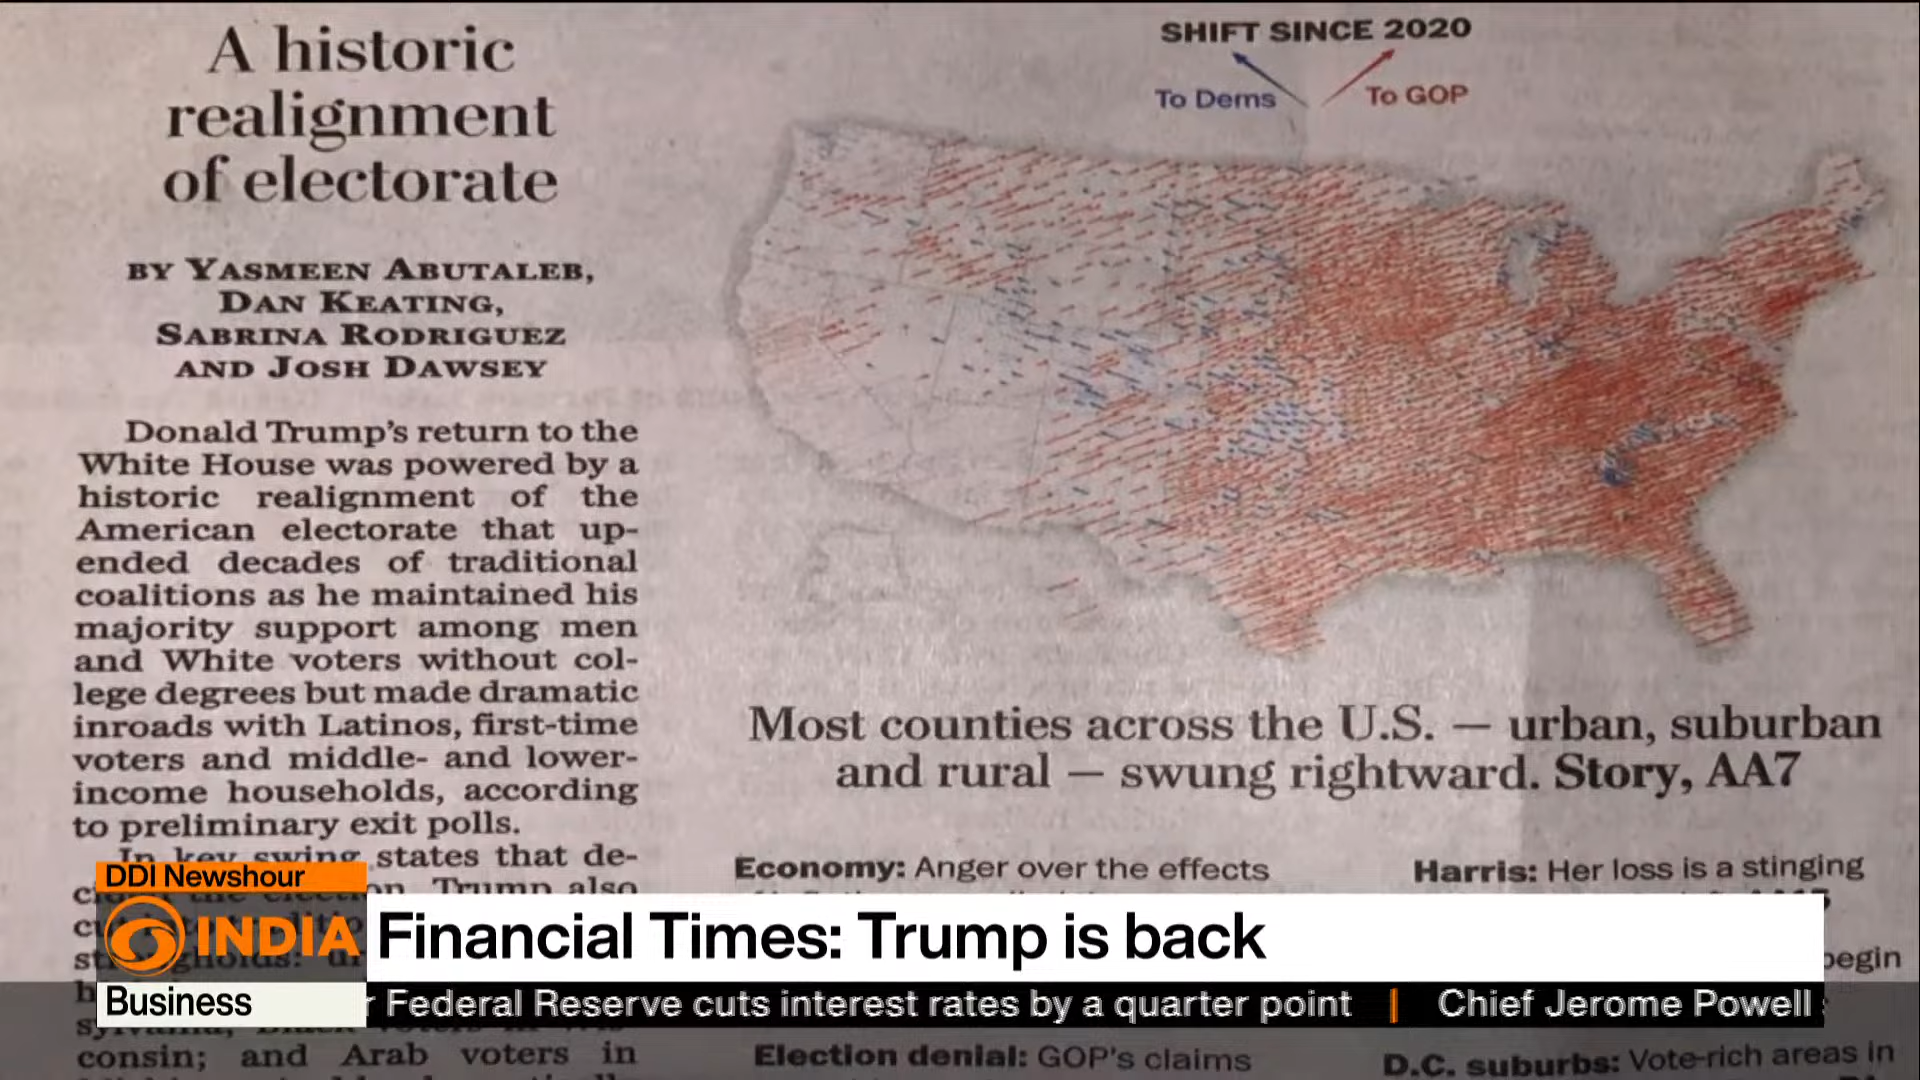 A historic
realignment
of electorate
BY YASMEEN ABUTALEB,
DAN KEATING,
SABRINA RODRIGUEZ
AND JOSH DAWSEY
Donald Trump's return to the
White House was powered by a
historic realignment of the
American electorate that up-
ended decades of traditional
coalitions as he maintained his
majority support among men
and White voters without col-
lege degrees but made dramatic
inroads with Latinos, first-time
voters and middle- and lower-
income households, according
to preliminary exit polls.
In key swing states that de-
Trump also
consin; and Arab voters in
SHIFT SINCE 2020
To Dems
To GOP
Most counties across the U.S. — urban, suburban
and rural — swung rightward. Story, AA7
Economy: Anger over the effects
Harris: Her loss is a stinging
begin
Election denial: GOP's claims
D.C. suburbs: Vote-rich areas in
DDI Newshour
INDIA
Financial Times: Trump is back
Business
Federal Reserve cuts interest rates by a quarter point | Chief Jerome Powell